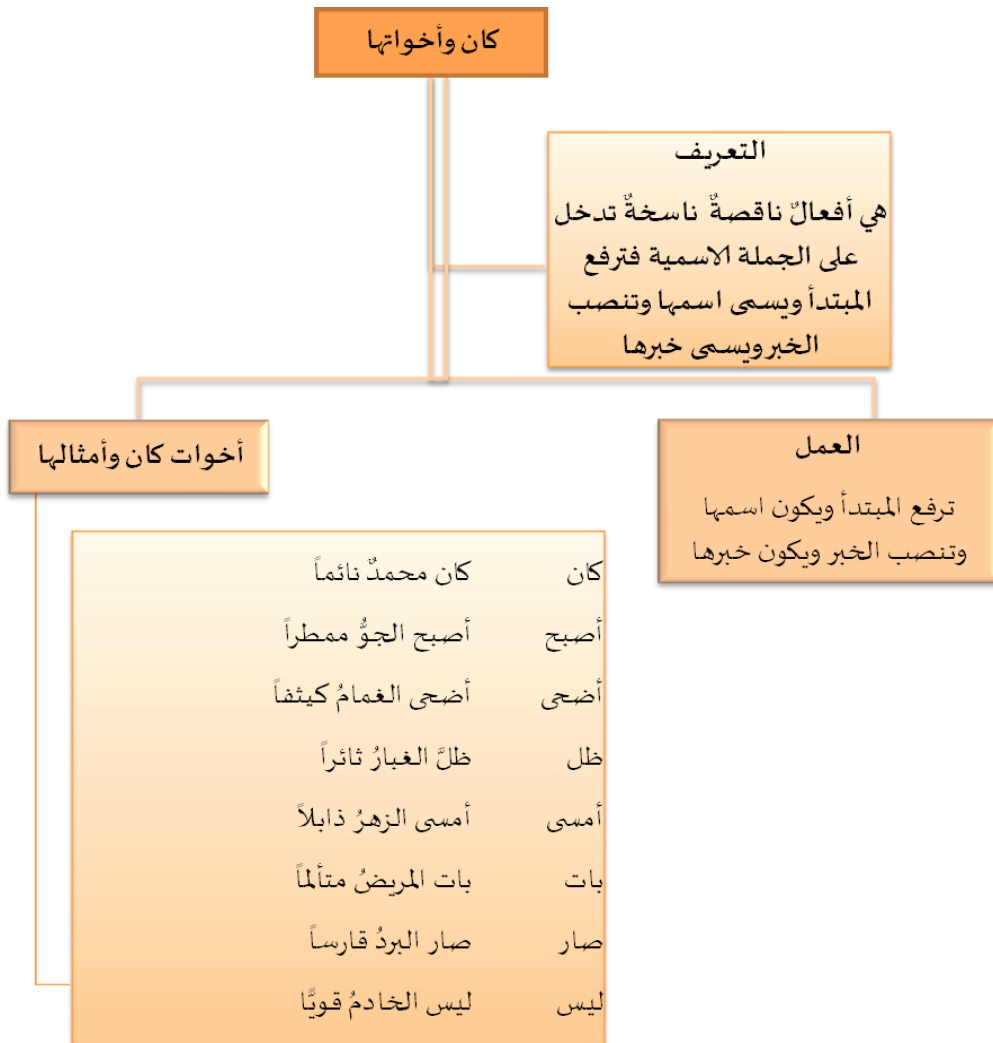 كان وأخواتها
التعريف
هي أفعالٌ ناقصةٌ ناسخةٌ تدخل
على الجملة الاسمية فترفع
المبتدأ ويسمى اسمها وتنصب
الخبر ويسمى خبرها
العمل
ترفع المبتدأ ويكون اسمها
وتنصب الخبر ويكون خبرها
أخوات كان وأمثالها
كان كان محمدٌ نائماً
أصبح أصبح الجوُّ ممطراً
أضحى أضحى الغمامُ كيثفاً
ظل ظلَّ الغبارُ ثائراً
أمسى أمسى الزهرُ ذابلاً
بات بات المريضُ متألماً
صار صار البردُ قارساً
ليس ليس الخادمُ قويًّا